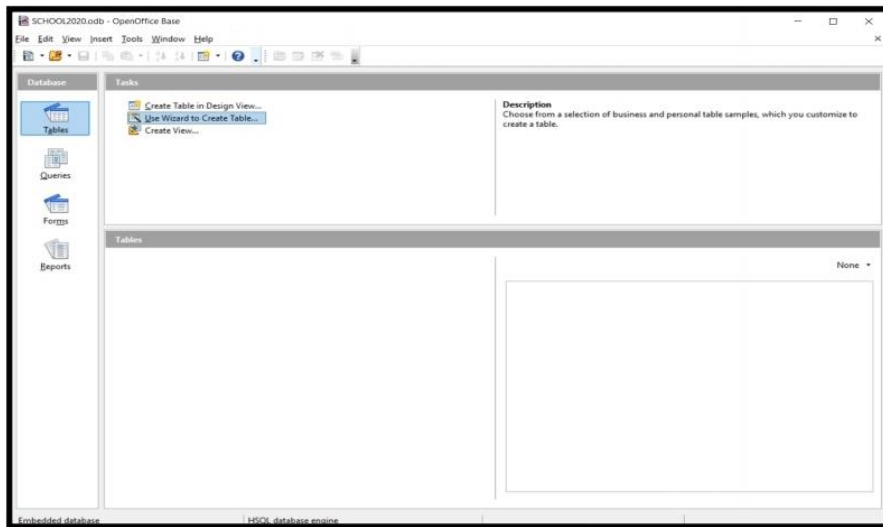 SCHOOL2020.odb - OpenOffice Base
File Edit View Insert Tools Window Help
Database
Tasks
Tables
Queries
Forms
Reports
Create Table in Design View...
Use Wizard to Create Table...
Create View...
Description
Choose from a selection of business and personal table samples, which you customize to
create a table.
Tables
None
Embedded database
HSQL database engine